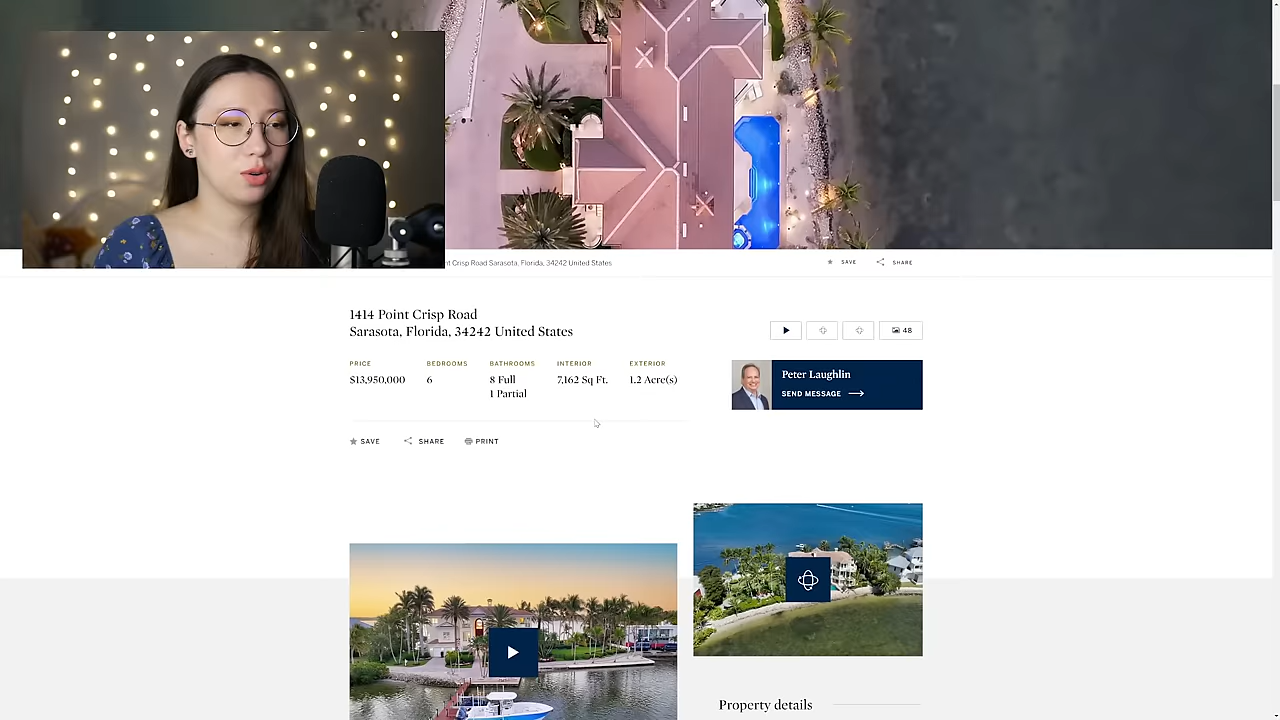 nt Crisp Road Sarasota, Florida, 34242 United States
SAVE
SHARE
1414 Point Crisp Road
Sarasota, Florida, 34242 United States
48
PRICE
BEDROOMS
BATHROOMS
INTERIOR
EXTERIOR
$13,950,000
6
8 Full
1 Partial
7,162 Sq Ft.
1.2 Acre(s)
Peter Laughlin
SEND MESSAGE
SAVE
SHARE
PRINT
Property details